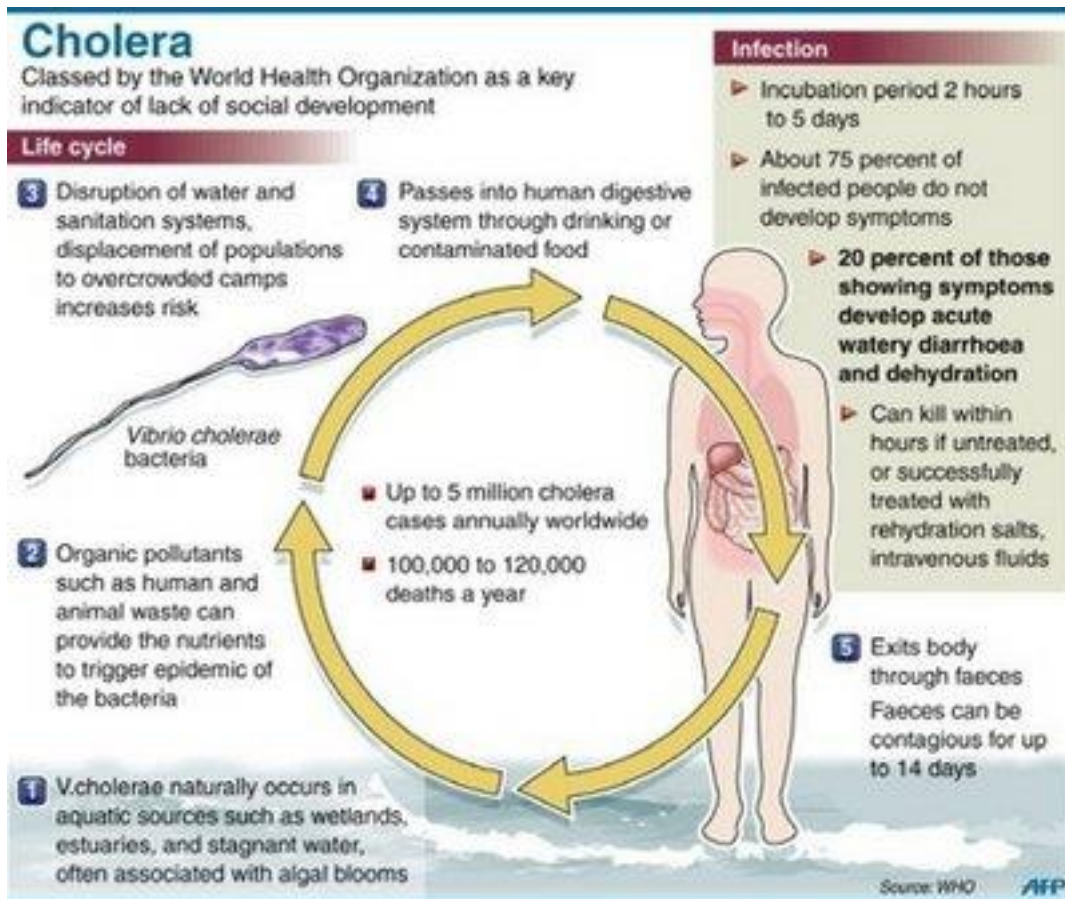 Cholera
Classed by the World Health Organization as a key
indicator of lack of social development
Life cycle
3 Disruption of water and
sanitation systems,
displacement of populations
to overcrowded camps
increases risk
4 Passes into human digestive
system through drinking or
contaminated food
Vibrio cholerae
bacteria
Up to 5 million cholera
cases annually worldwide
100,000 to 120,000
deaths a year
2 Organic pollutants
such as human and
animal waste can
provide the nutrients
to trigger epidemic of
the bacteria
1 V.cholerae naturally occurs in
aquatic sources such as wetlands,
estuaries, and stagnant water,
often associated with algal blooms
Infection
Incubation period 2 hours
to 5 days
About 75 percent of
infected people do not
develop symptoms
20 percent of those
showing symptoms
develop acute
watery diarrhoea
and dehydration
Can kill within
hours if untreated,
or successfully
treated with
rehydration salts,
intravenous fluids
5 Exits body
through faeces
Faeces can be
contagious for up
to 14 days
Source: WHO
AFP